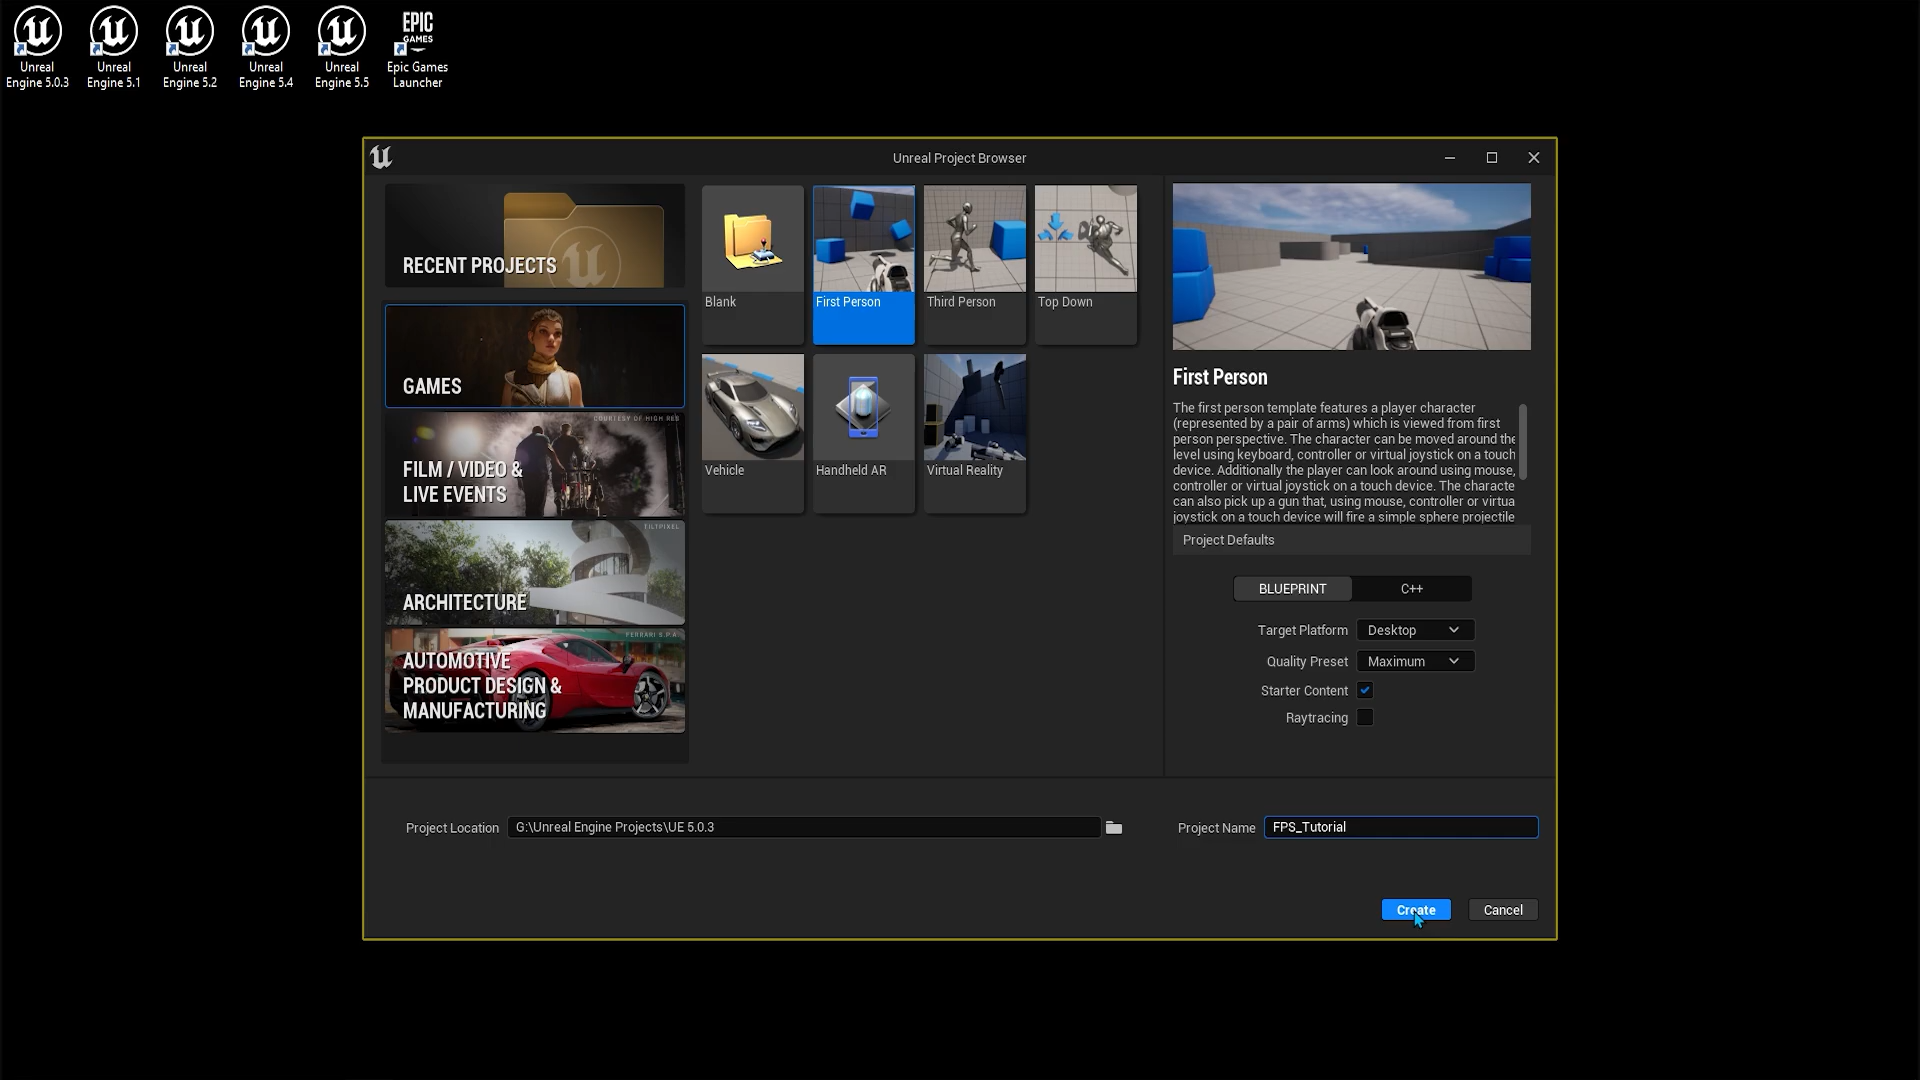 Unreal
Engine 5.0.3
Unreal
Engine 5.1
Unreal
Engine 5.2
Unreal
Engine 5.4
Unreal
Engine 5.5
EPIC
GAMES
Epic Games
Launcher
Unreal Project Browser
RECENT PROJECTS
GAMES
COURTESY OF HIGH RES
FILM / VIDEO &
LIVE EVENTS
TILTPIXEL
ARCHITECTURE
FERRARI S.P.A
AUTOMOTIVE
PRODUCT DESIGN &
MANUFACTURING
Blank
First Person
Third Person
Top Down
Vehicle
Handheld AR
Virtual Reality
First Person
The first person template features a player character
(represented by a pair of arms) which is viewed from first
person perspective. The character can be moved around the
level using keyboard, controller or virtual joystick on a touch
device. Additionally the player can look around using mouse,
controller or virtual joystick on a touch device. The characte
can also pick up a gun that, using mouse, controller or virtua
joystick on a touch device will fire a simple sphere projectile
Project Defaults
BLUEPRINT
C++
Target Platform
Desktop
Quality Preset
Maximum
Starter Content
Raytracing
Project Location
G:\Unreal Engine Projects\UE 5.0.3
Project Name
FPS_Tutorial
Create
Cancel